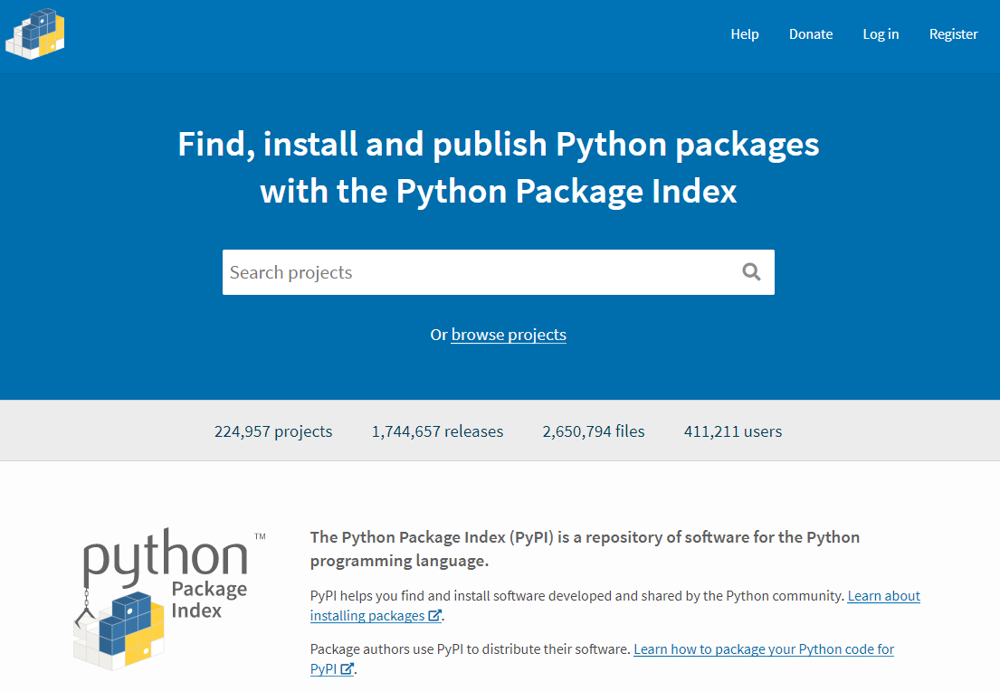 Help Donate Log in Register
Find, install and publish Python packages
with the Python Package Index
Search projects
Or browse projects
224,957 projects 1,744,657 releases 2,650,794 files 411,211 users
python TM
Package
Index
The Python Package Index (PyPI) is a repository of software for the Python
programming language.
PyPI helps you find and install software developed and shared by the Python community. Learn about
installing packages.
Package authors use PyPI to distribute their software. Learn how to package your Python code for
PyPI.